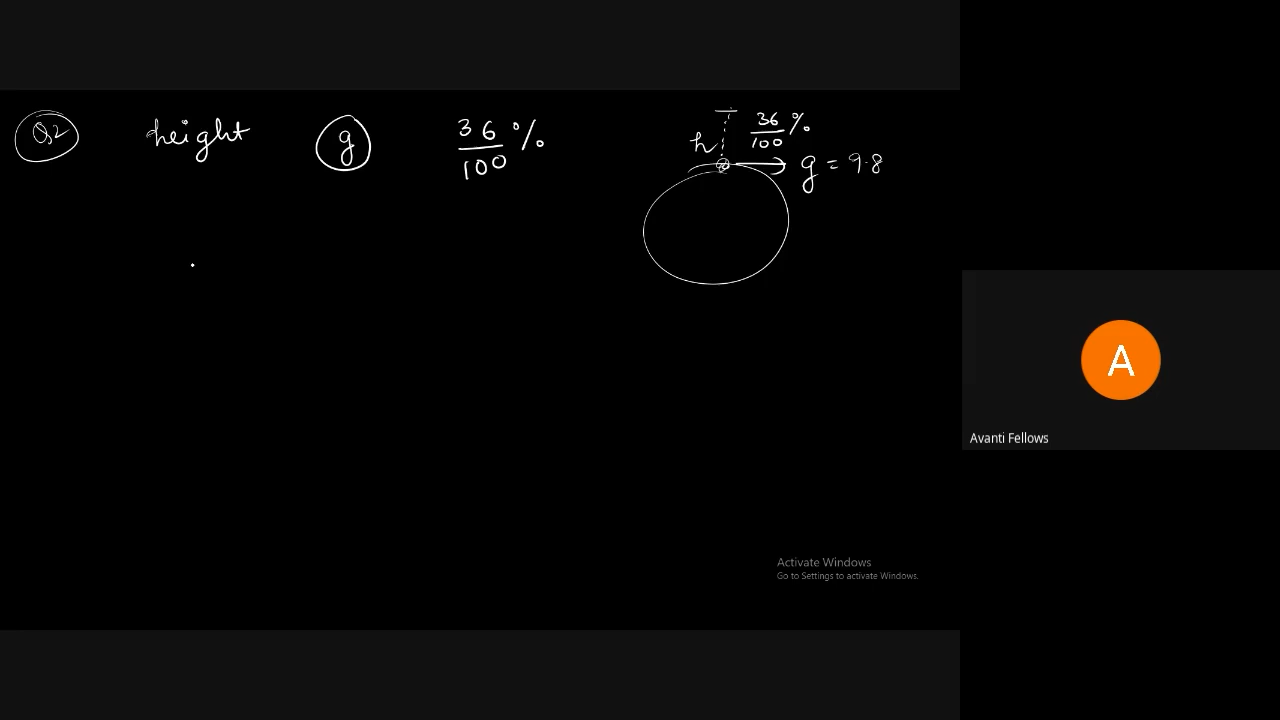 Q2 height g 36/100 %
h 36/100 %
g = 9.8
Avanti Fellows
A
Activate Windows
Go to Settings to activate Windows.